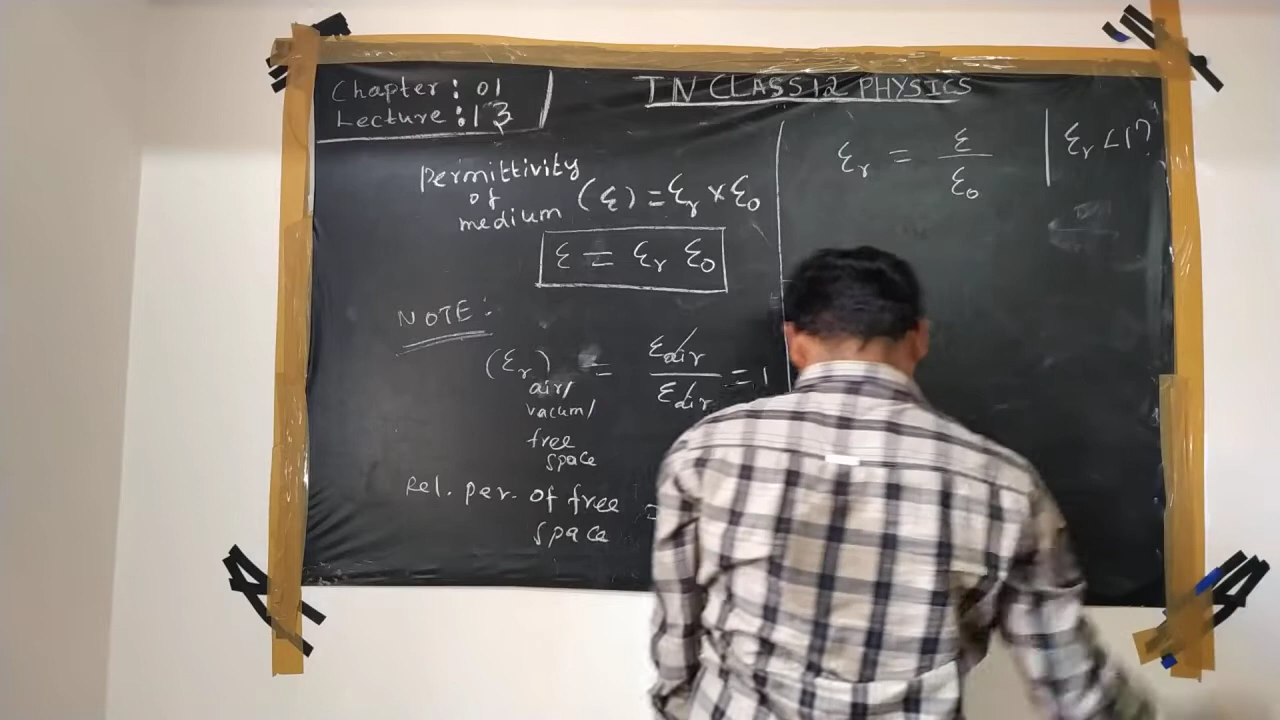 Chapter: 01
Lecture: 13
TN CLASS 12 PHYSICS
permittivity
of
medium (ε) = εr × ε0
ε = εr ε0
NOTE:
(εr) air/ = εair/εair = 1
vacum/
free
space
Rel. per. of free
space =
εr = ε/ε0
εr < 1?